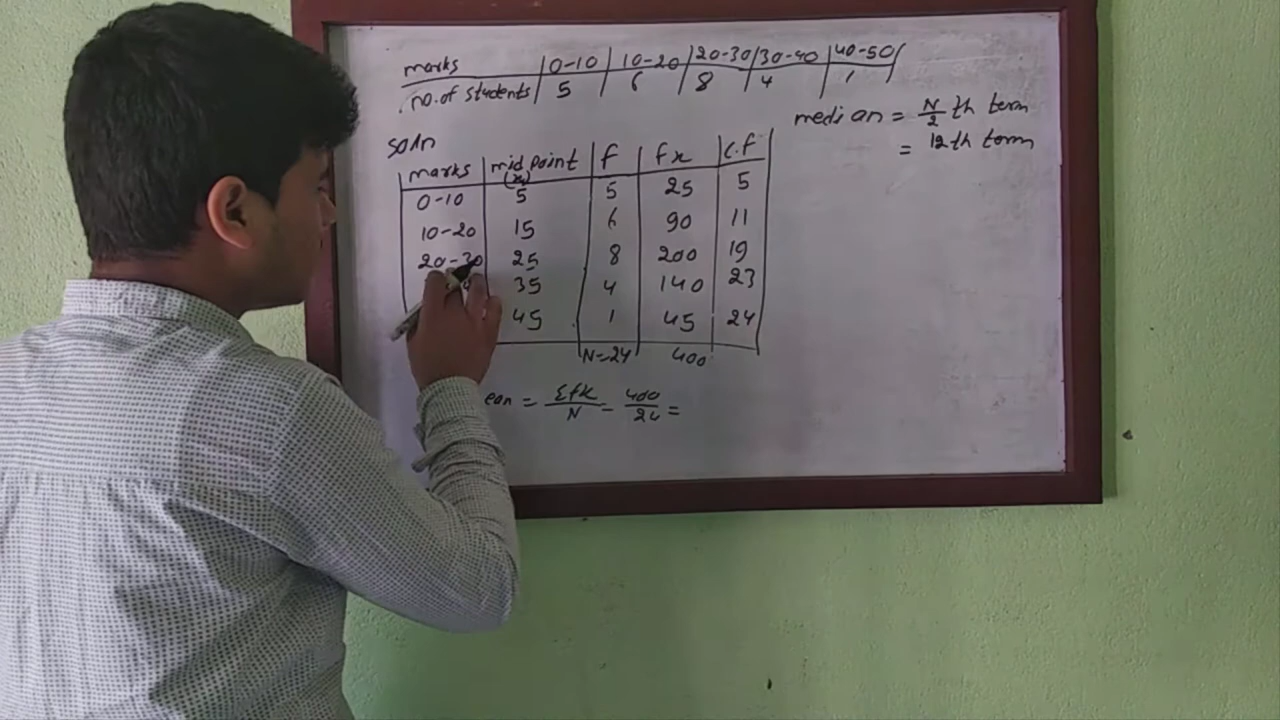 marks 0-10 10-20 20-30 30-40 40-50
no. of students 5 6 8 4 1
median = N/2 th term
= 12th term
soln
marks mid point (x) f fx c.f
0-10 5 5 25 5
10-20 15 6 90 11
20-30 25 8 200 19
35 4 140 23
45 1 45 24
N=24 400
ean = Σfx/N = 400/24 =